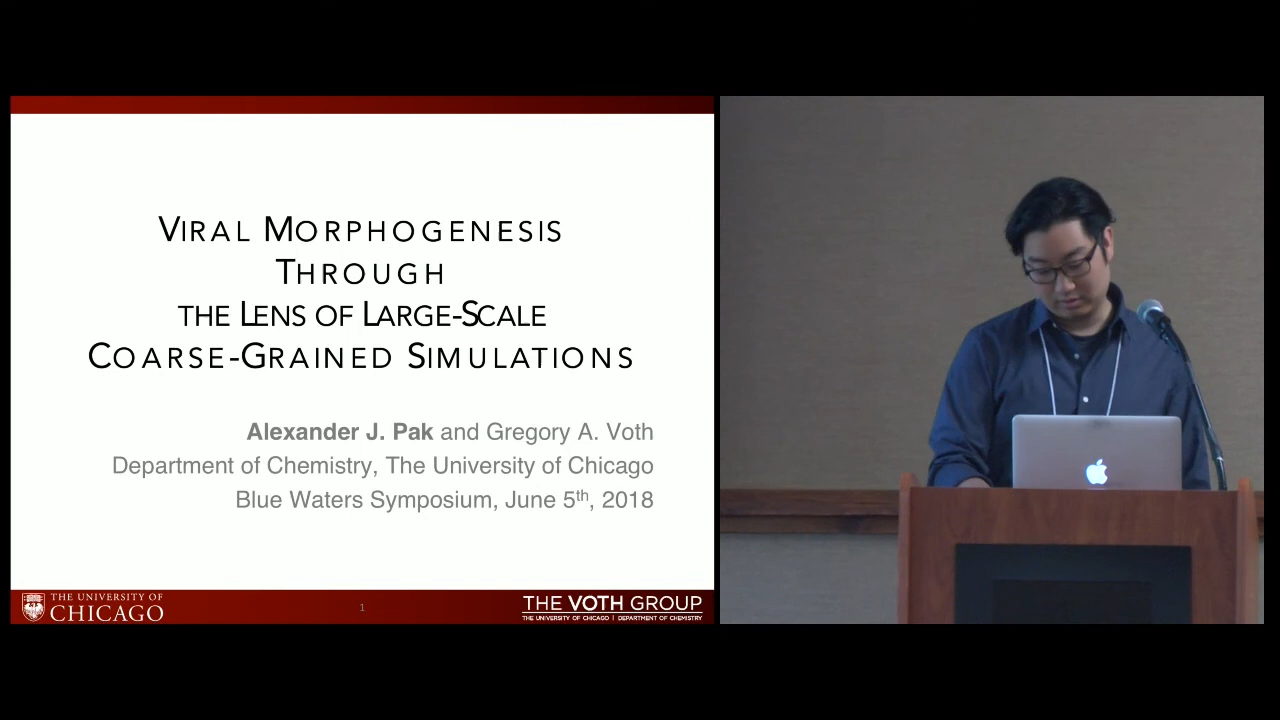 VIRAL MORPHOGENESIS
THROUGH
THE LENS OF LARGE-SCALE
COARSE-GRAINED SIMULATIONS
Alexander J. Pak and Gregory A. Voth
Department of Chemistry, The University of Chicago
Blue Waters Symposium, June 5th, 2018
THE UNIVERSITY OF
CHICAGO
1
THE VOTH GROUP
THE UNIVERSITY OF CHICAGO | DEPARTMENT OF CHEMISTRY